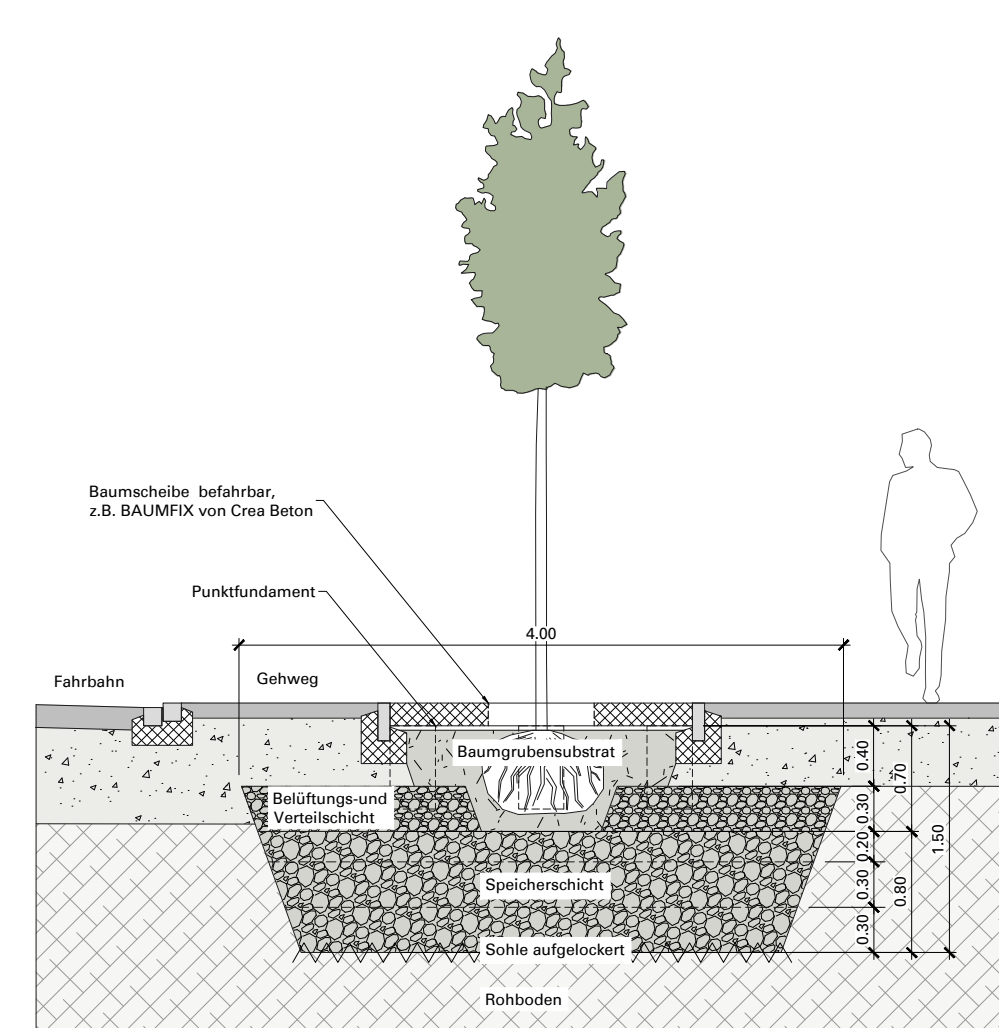 Baumscheibe befahrbar,
z.B. BAUMFIX von Crea Beton
Punktfundament
4.00
Fahrbahn
Gehweg
Baumgrubensubstrat
0.40
0.70
Belüftungs-und
Verteilschicht
0.30
0.20
1.50
Speicherschicht
0.30
0.80
0.30
Sohle aufgelockert
Rohboden